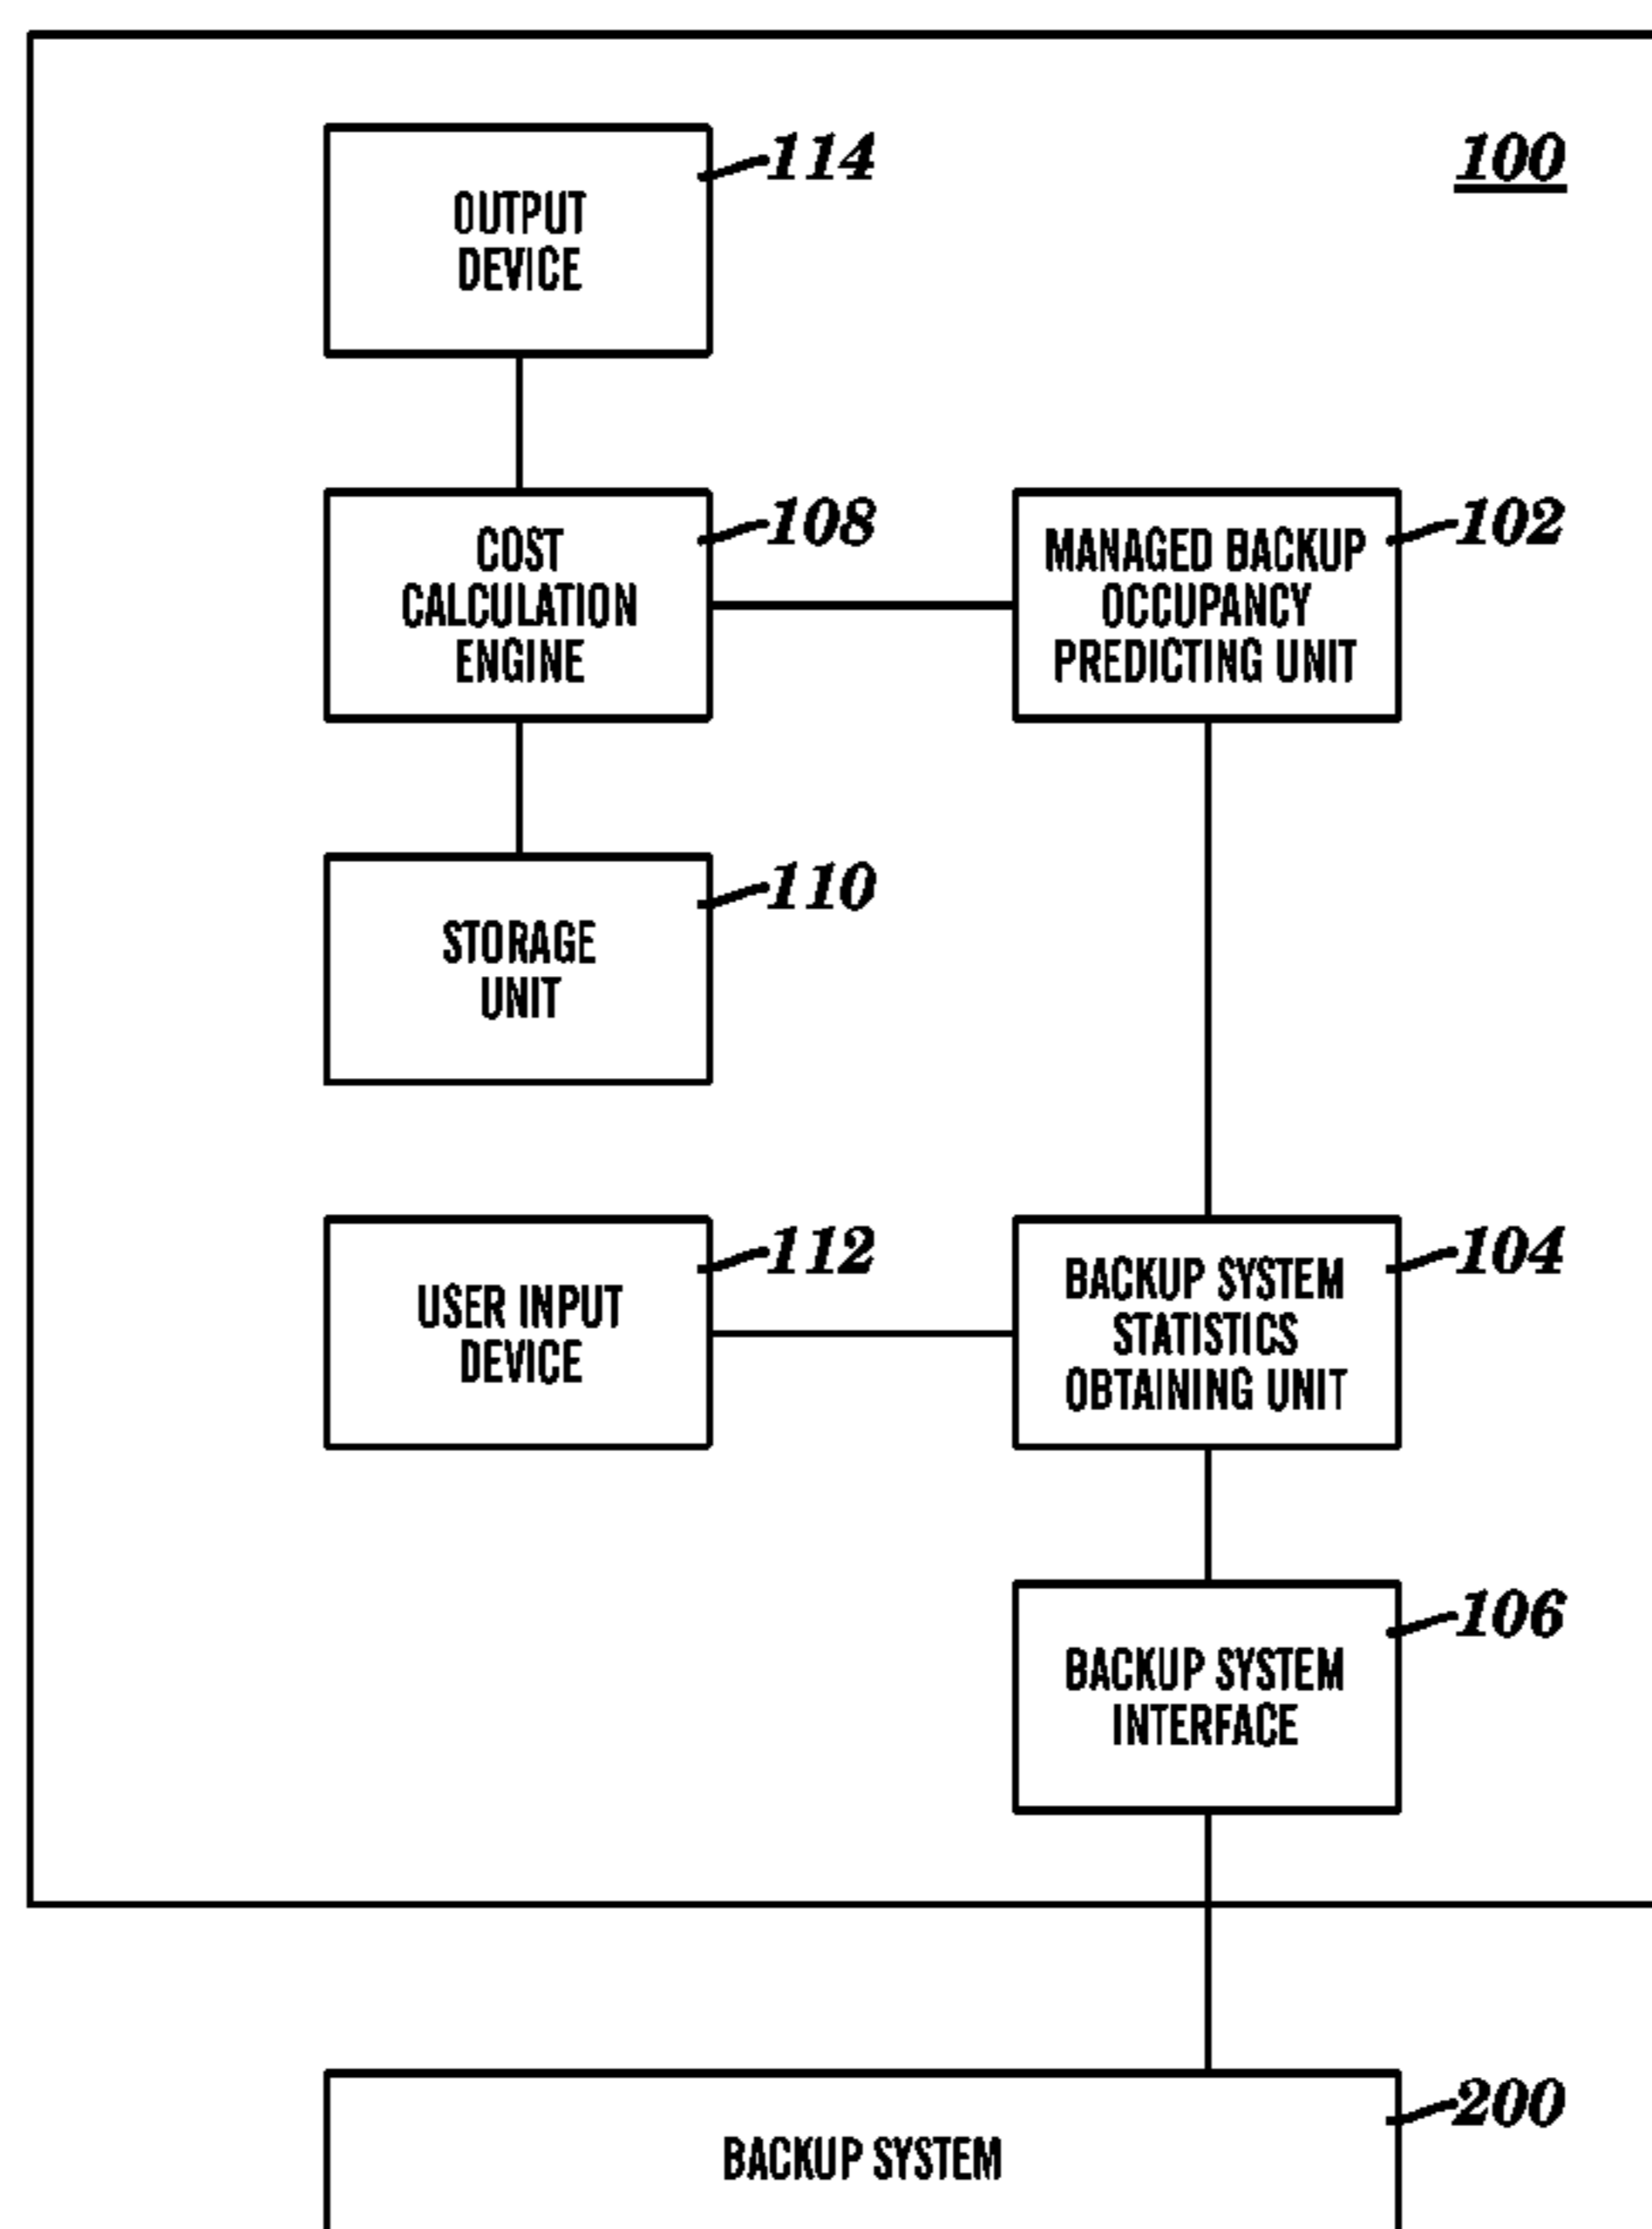 100
114
OUTPUT
DEVICE
108
COST
CALCULATION
ENGINE
102
MANAGED BACKUP
OCCUPANCY
PREDICTING UNIT
110
STORAGE
UNIT
112
USER INPUT
DEVICE
104
BACKUP SYSTEM
STATISTICS
OBTAINING UNIT
106
BACKUP SYSTEM
INTERFACE
200
BACKUP SYSTEM